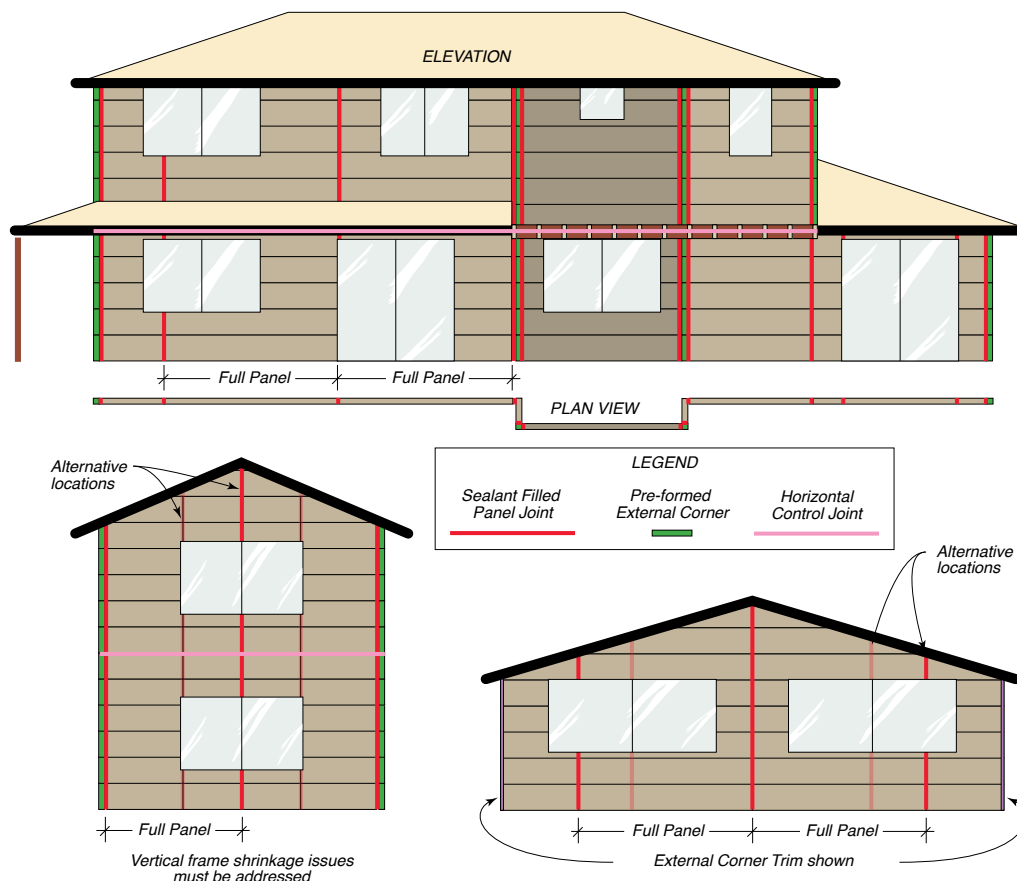 ELEVATION
Full Panel
Full Panel
PLAN VIEW
LEGEND
Sealant Filled
Panel Joint
Pre-formed
External Corner
Horizontal
Control Joint
Alternative
locations
Full Panel
Vertical frame shrinkage issues
must be addressed
Alternative
locations
Full Panel
Full Panel
External Corner Trim shown